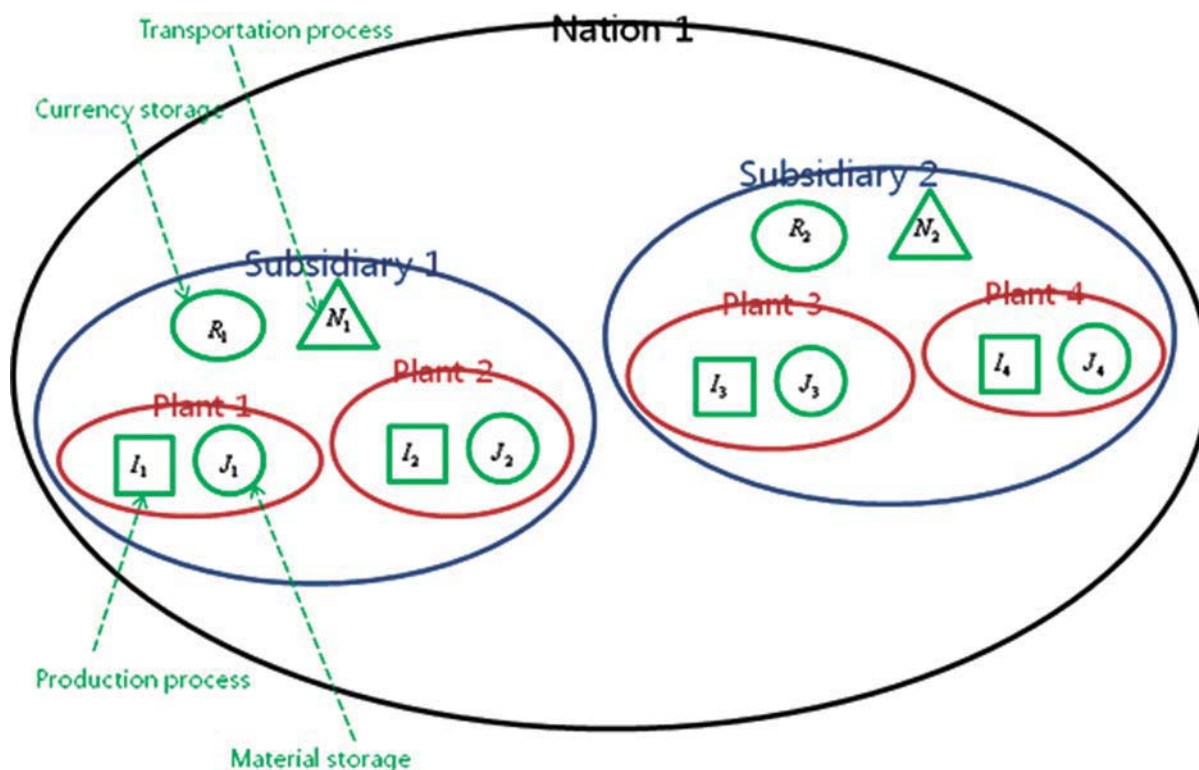 Transportation process
Nation 1
Currency storage
Subsidiary 2
R₂
N₂
Subsidiary 1
R₁
N₁
Plant 3
Plant 4
I₃
J₃
I₄
J₄
Plant 2
Plant 1
I₂
J₂
I₁
J₁
Production process
Material storage